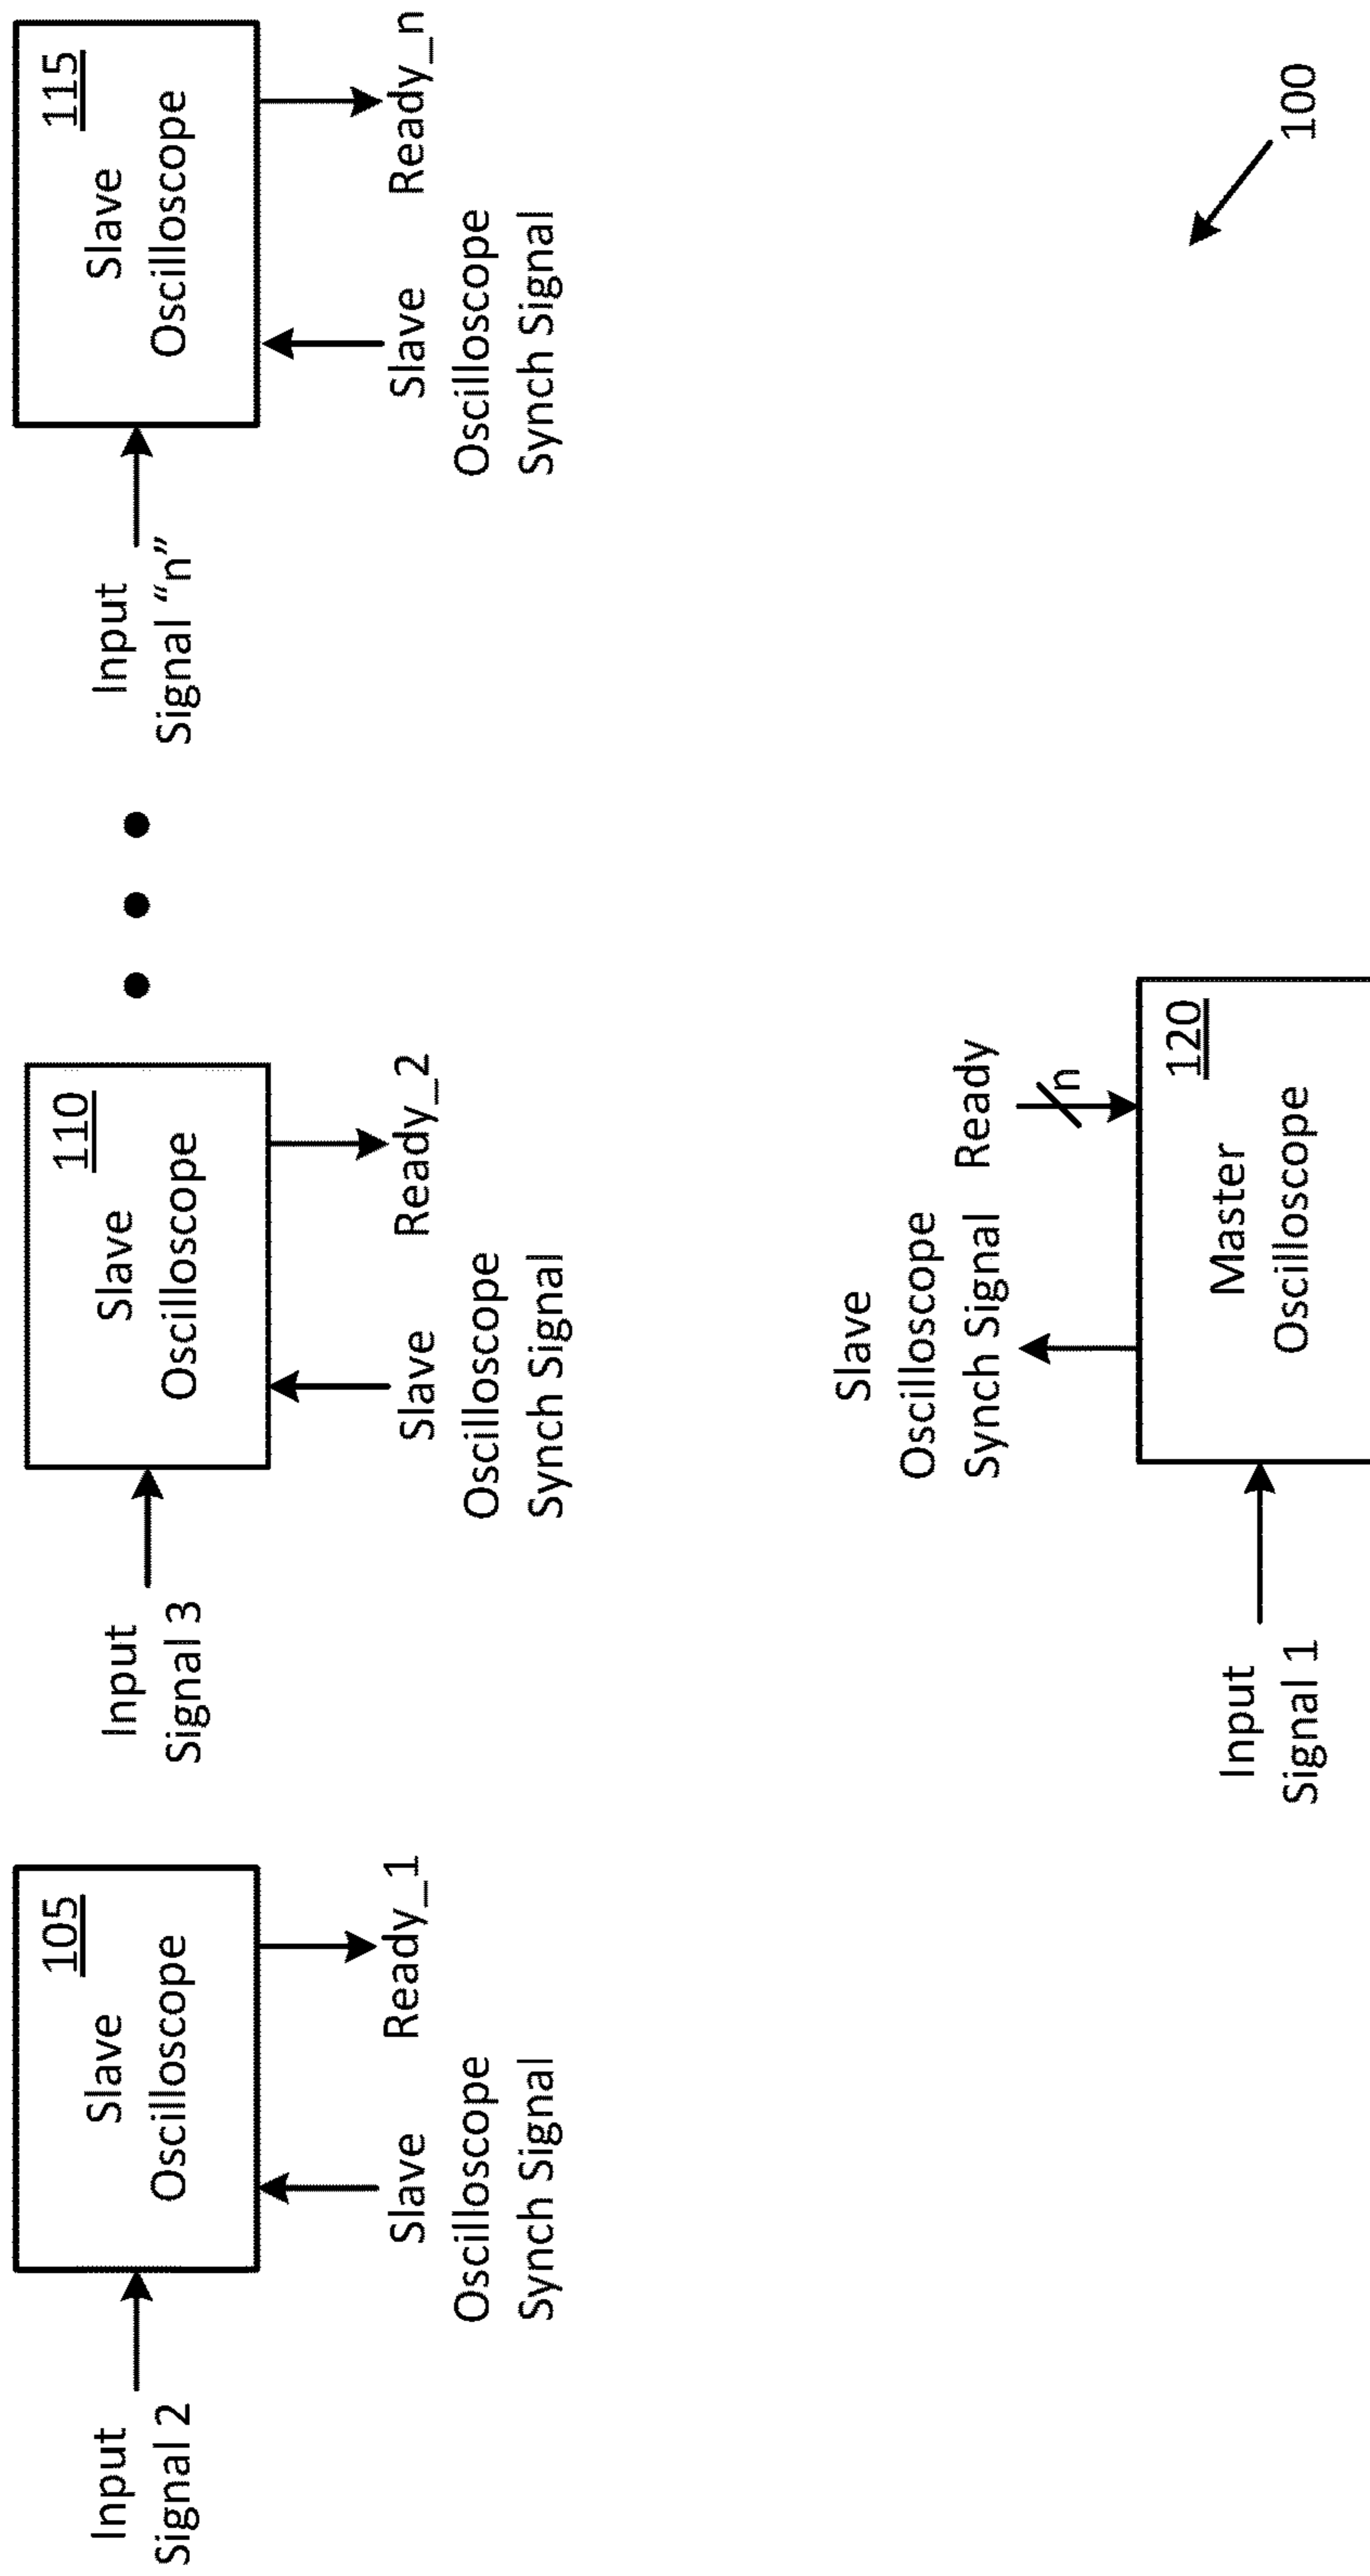 Input
Signal 2
105
Slave
Oscilloscope
Slave
Oscilloscope
Synch Signal
Ready_1
Input
Signal 3
110
Slave
Oscilloscope
Slave
Oscilloscope
Synch Signal
Ready_2
Input
Signal “n”
115
Slave
Oscilloscope
Slave
Oscilloscope
Synch Signal
Ready_n
Slave
Oscilloscope
Synch Signal
Ready
n
Input
Signal 1
120
Master
Oscilloscope
100